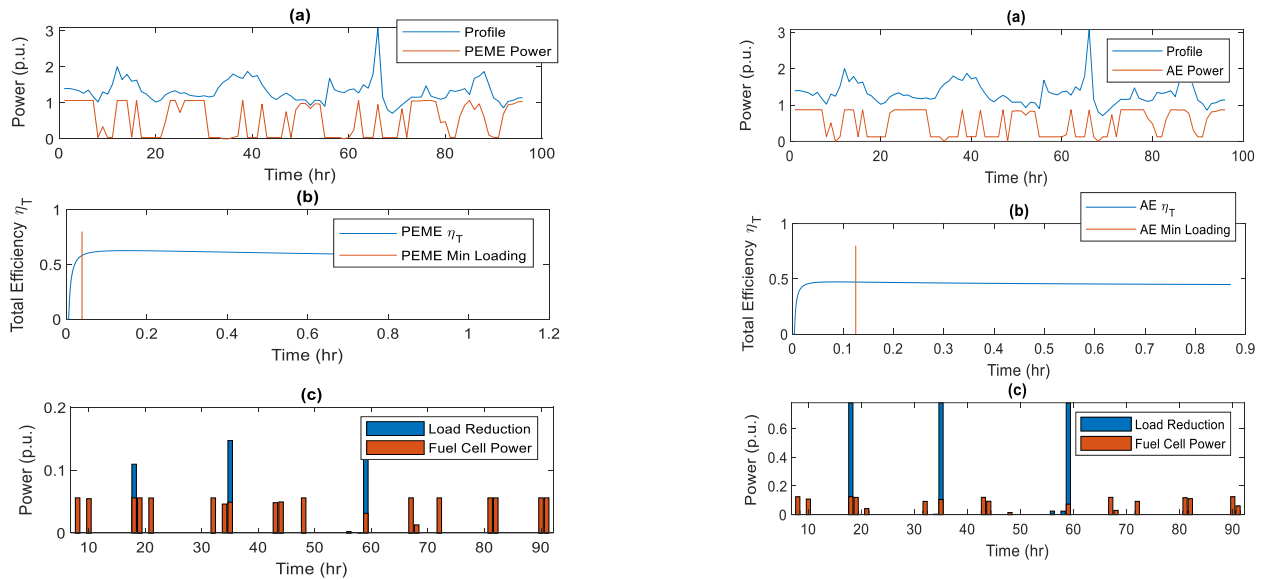 (a)
Power (p.u.)
3
2
1
0
Profile
PEME Power
0 20 40 60 80 100
Time (hr)
(b)
Total Efficiency ηT
1
0.5
0
PEME ηT
PEME Min Loading
0 0.2 0.4 0.6 0.8 1 1.2
Time (hr)
(c)
Power (p.u.)
0.2
0.1
0
Load Reduction
Fuel Cell Power
10 20 30 40 50 60 70 80 90
Time (hr)
(a)
Power (p.u.)
3
2
1
0
Profile
AE Power
0 20 40 60 80 100
Time (hr)
(b)
Total Efficiency ηT
1
0.5
0
AE ηT
AE Min Loading
0 0.1 0.2 0.3 0.4 0.5 0.6 0.7 0.8 0.9
Time (hr)
(c)
Power (p.u.)
0.6
0.4
0.2
0
Load Reduction
Fuel Cell Power
10 20 30 40 50 60 70 80 90
Time (hr)